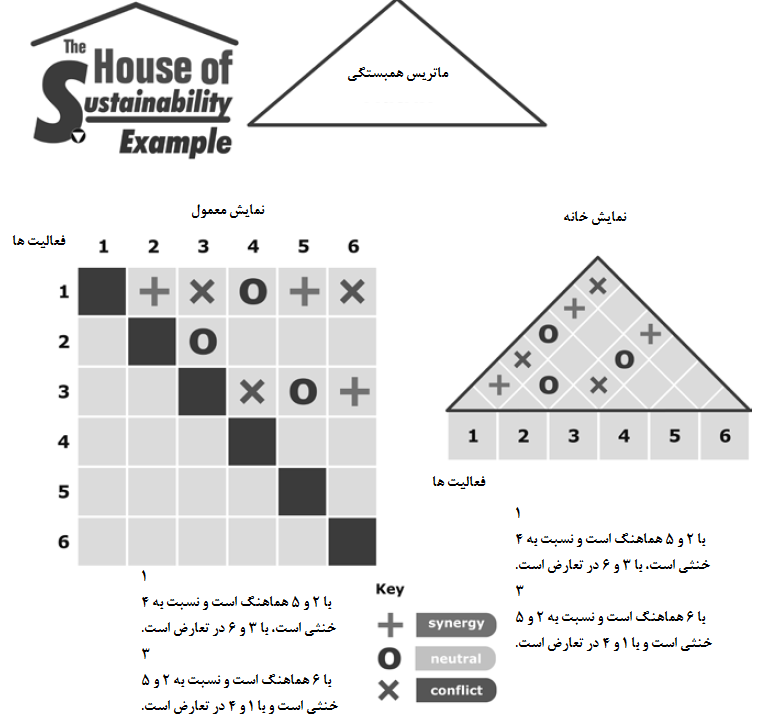 The
House of
Sustainability
Example
ماتریس همبستگی
نمایش معمول
فعالیت ها
1 2 3 4 5 6
1 + × O + ×
2 O
3 × O +
4
5
6
۱
با ۲ و ۵ هماهنگ است و نسبت به ۴
خنثی است، با ۳ و ۶ در تعارض است.
۳
با ۶ هماهنگ است و نسبت به ۲ و ۵
خنثی است و با ۱ و ۴ در تعارض است.
Key
+ synergy
O neutral
× conflict
نمایش خانه
×
+ +
O O
×
+ O ×
1 2 3 4 5 6
فعالیت ها
۱
با ۲ و ۵ هماهنگ است و نسبت به ۴
خنثی است، با ۳ و ۶ در تعارض است.
۳
با ۶ هماهنگ است و نسبت به ۲ و ۵
خنثی است و با ۱ و ۴ در تعارض است.